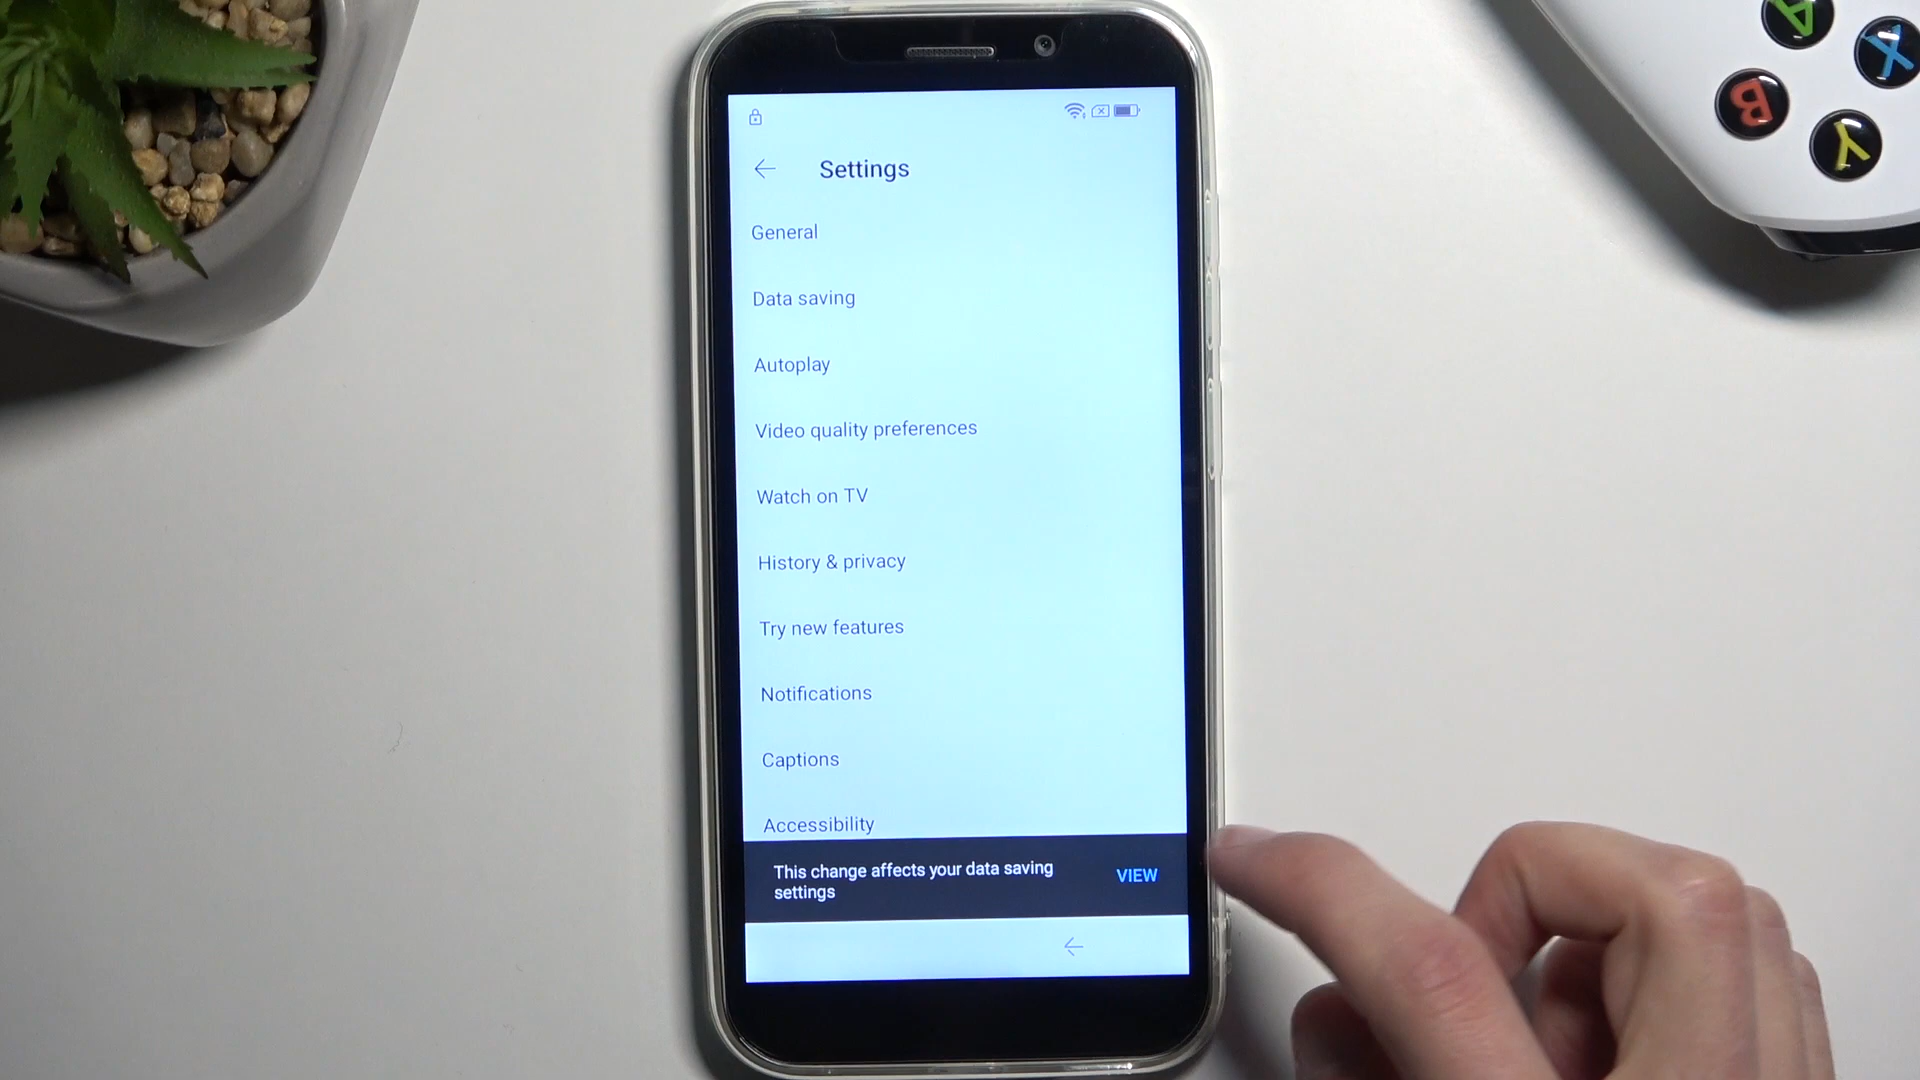 Settings
General
Data saving
Autoplay
Video quality preferences
Watch on TV
History & privacy
Try new features
Notifications
Captions
Accessibility
This change affects your data saving
settings
VIEW
A
X
B
Y